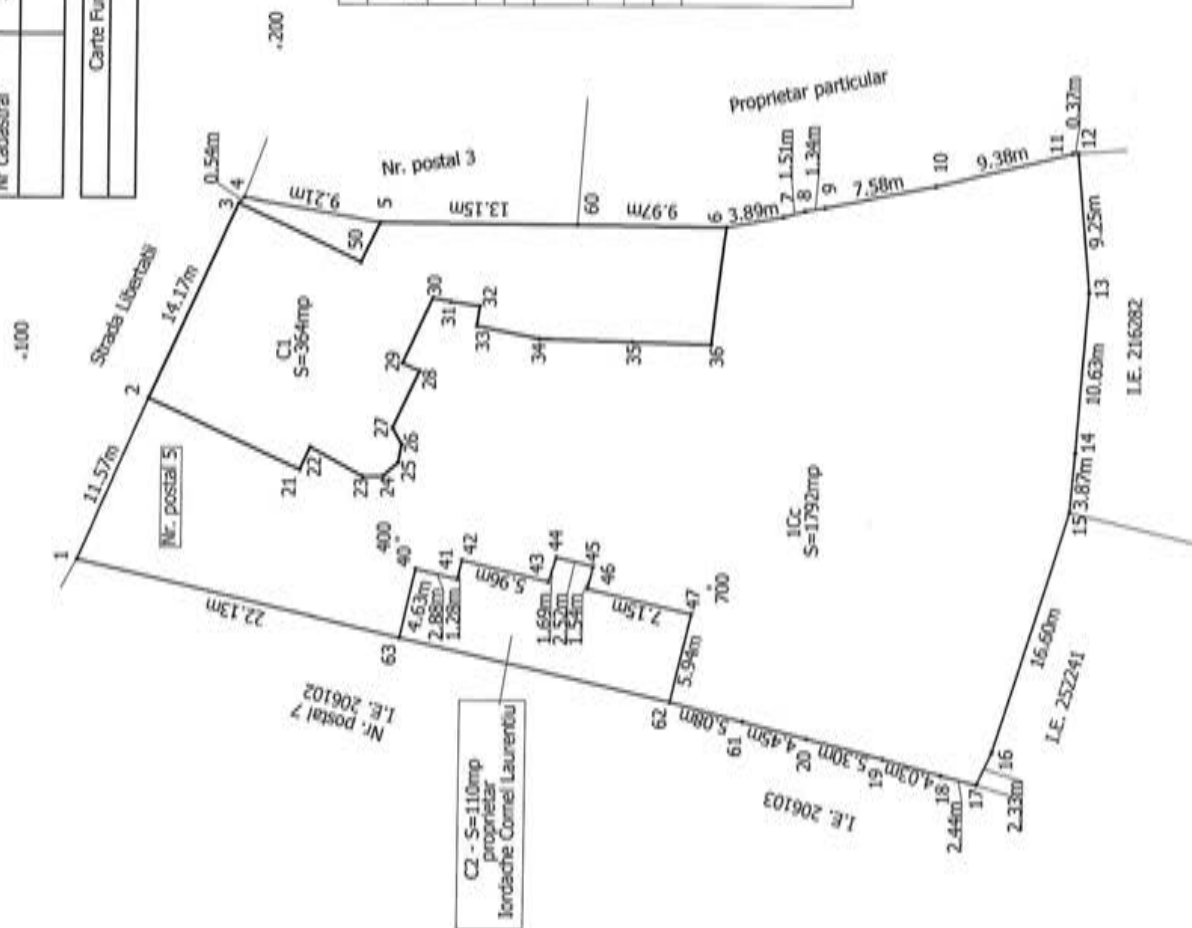 Nr cadastral
Carte Fu
.200
.100
Strada Libertatii
11.57m
14.17m
0.54m
1
2
3
4
9.21m
Nr. postal 3
5
50
13.15m
60
9.97m
Proprietar particular
6
3.89m
7
1.51m
8
1.34m
9
7.58m
10
9.38m
11
0.37m
12
9.25m
13
10.63m
14
3.87m
15
I.E. 216282
16.60m
I.E. 252241
16
2.33m
17
2.44m
18
4.03m
19
5.30m
20
4.45m
61
5.08m
62
I.E. 206103
5.94m
47
700
7.15m
46
1.54m
45
2.52m
44
1.69m
43
5.96m
42
1.28m
41
2.88m
40
400
4.63m
63
22.13m
Nr. postal 7
I.E. 206102
Nr. postal 5
C1
S=364mp
21
22
23
24
25
26
27
28
29
30
31
32
33
34
35
36
1Cc
S=1792mp
C2 - S=110mp
proprietar
Iordache Cornel Laurentiu